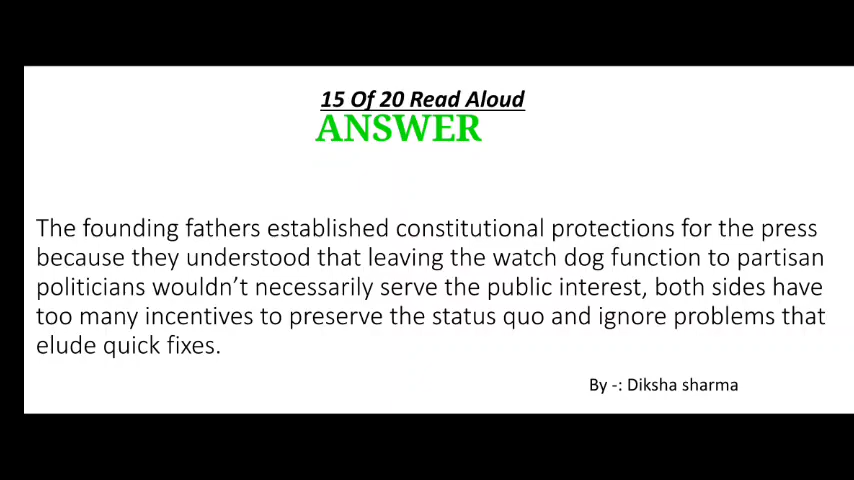 15 Of 20 Read Aloud
ANSWER
The founding fathers established constitutional protections for the press
because they understood that leaving the watch dog function to partisan
politicians wouldn’t necessarily serve the public interest, both sides have
too many incentives to preserve the status quo and ignore problems that
elude quick fixes.
By -: Diksha sharma